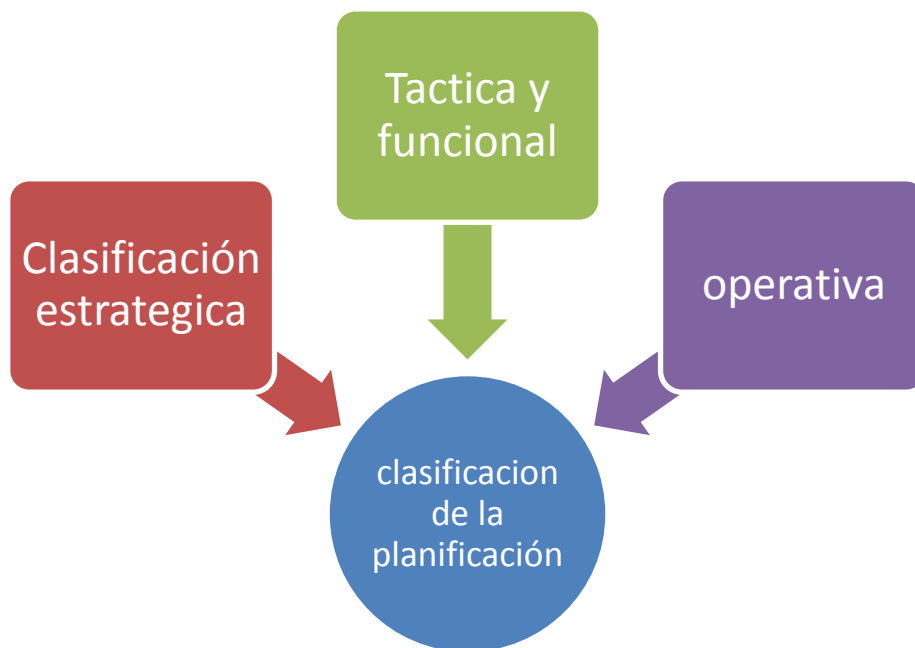 Tactica y
funcional
Clasificación
estrategica
operativa
clasificacion
de la
planificación